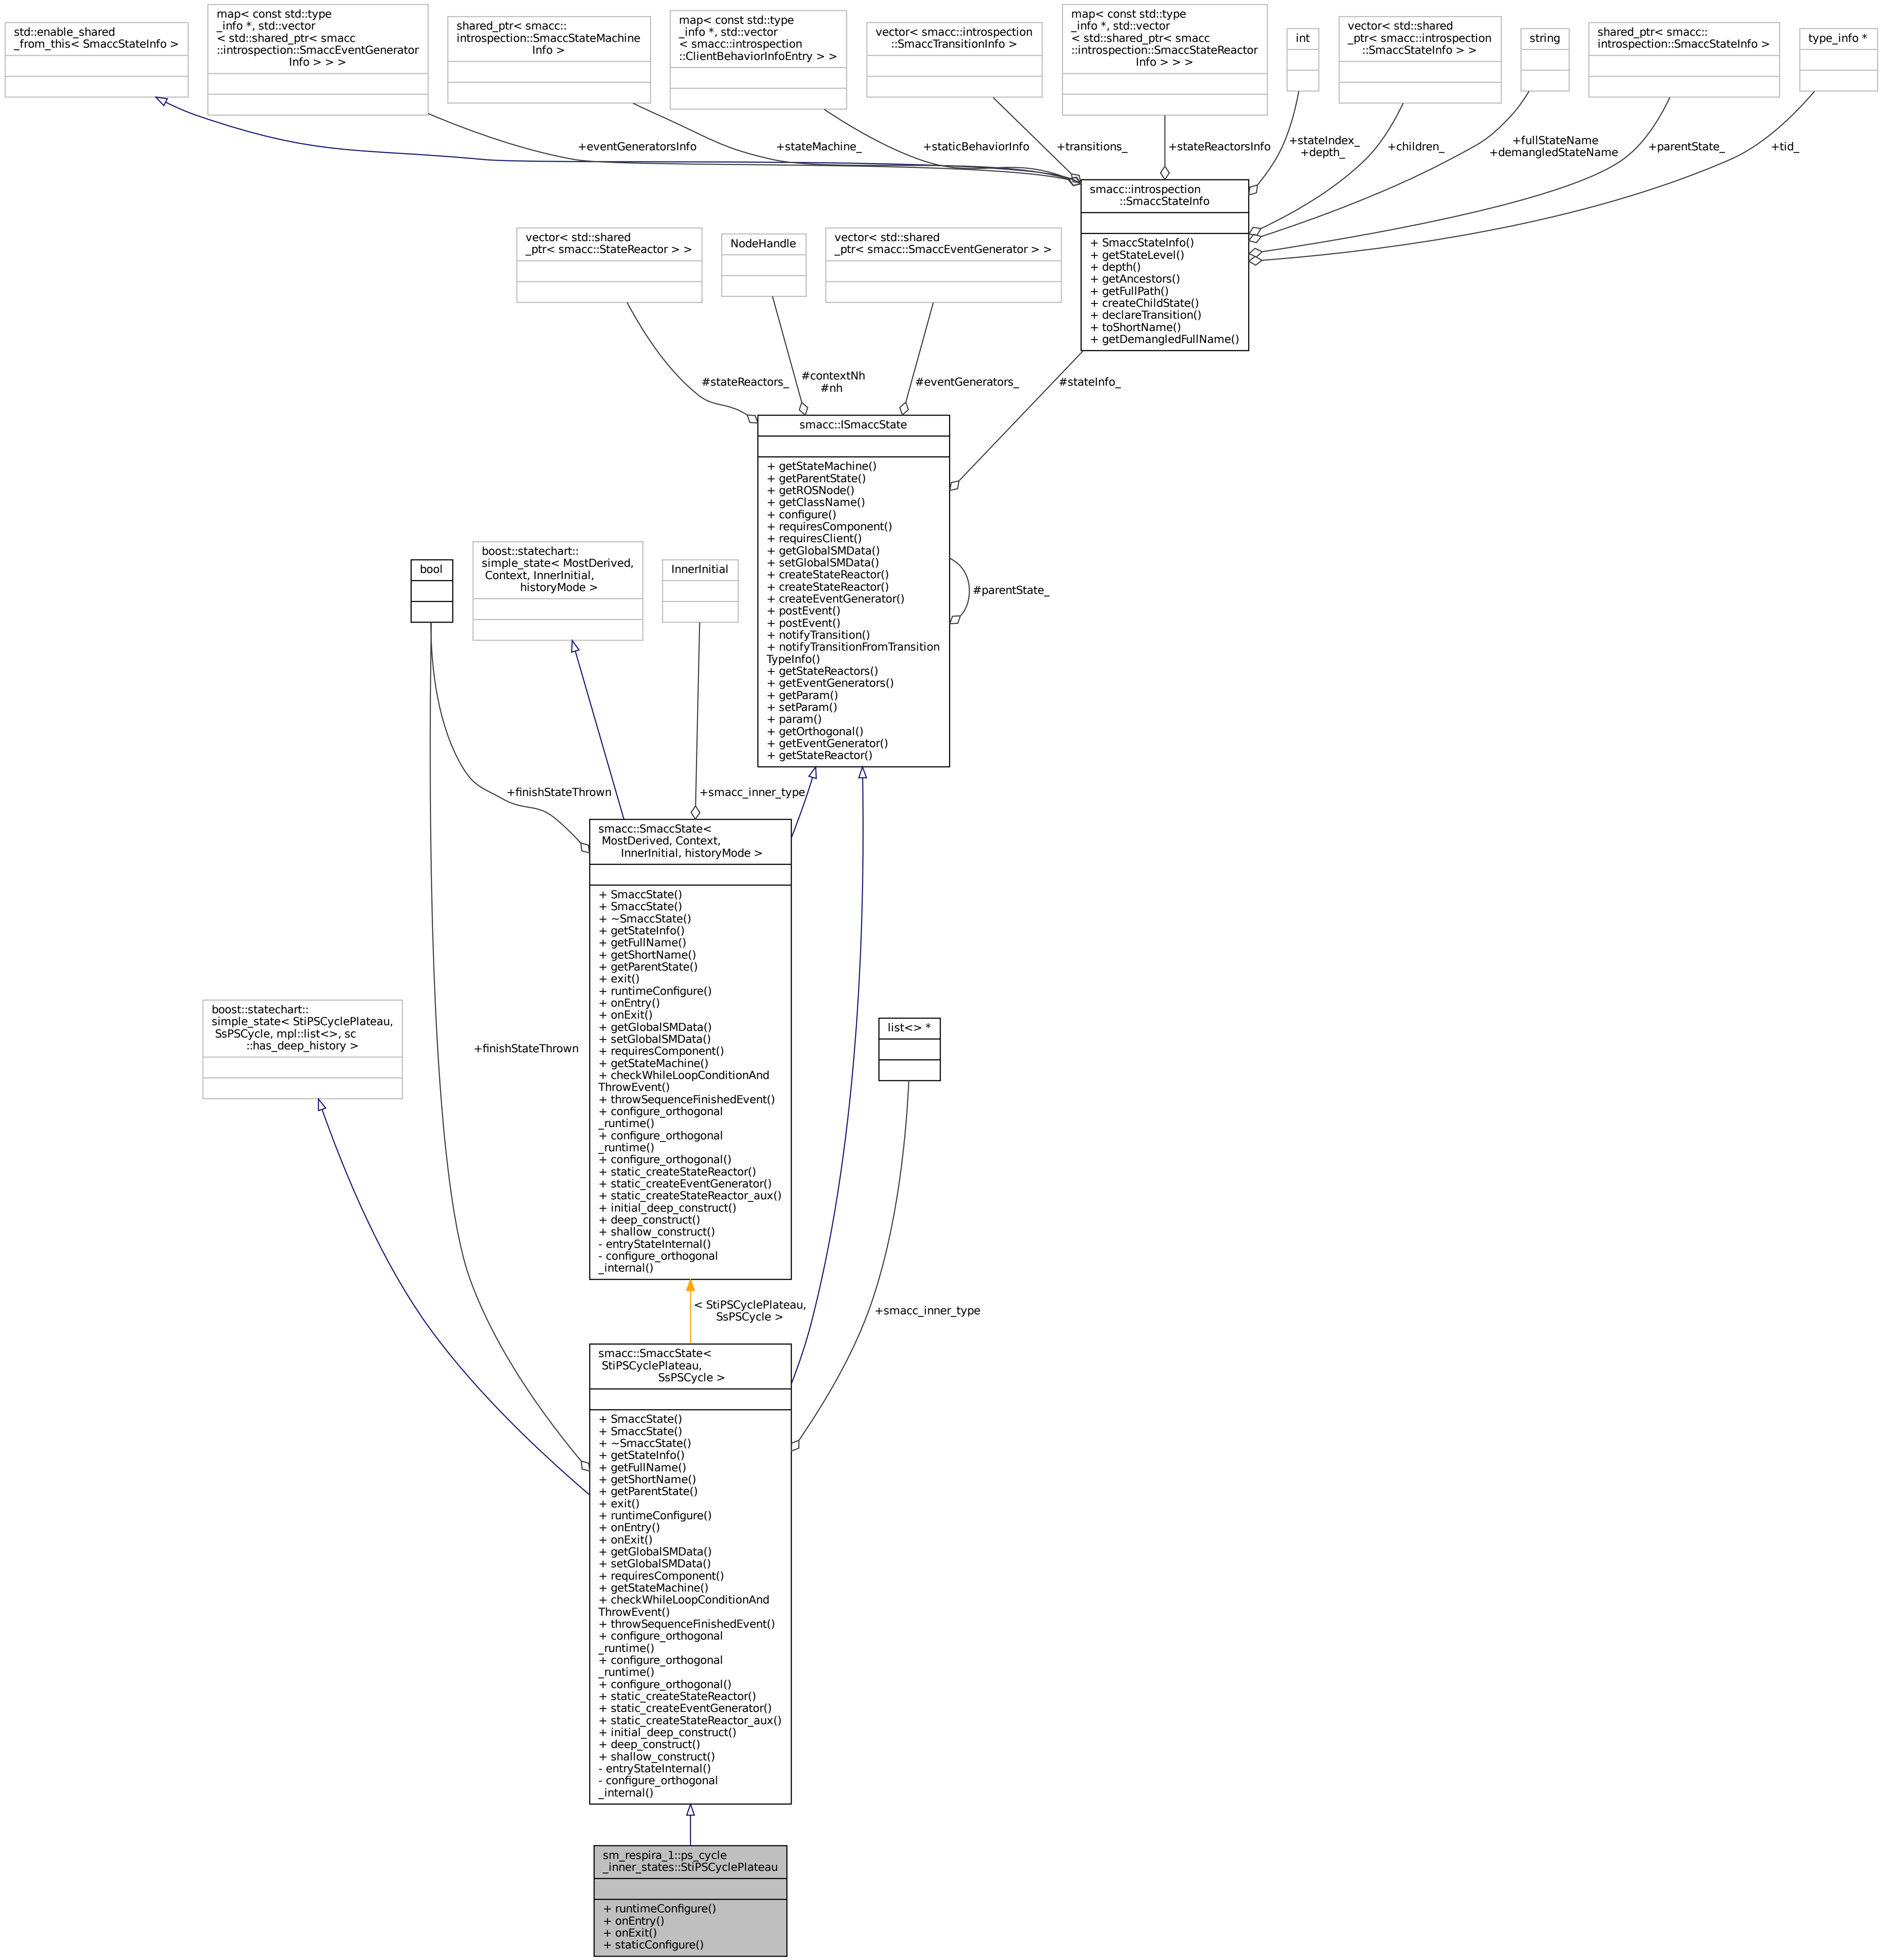 std::enable_shared
_from_this< SmaccStateInfo >
map< const std::type
_info *, std::vector
< std::shared_ptr< smacc
::introspection::SmaccEventGenerator
Info > > >
shared_ptr< smacc::
introspection::SmaccStateMachine
Info >
map< const std::type
_info *, std::vector
< smacc::introspection
::ClientBehaviorInfoEntry > >
vector< smacc::introspection
::SmaccTransitionInfo >
map< const std::type
_info *, std::vector
< std::shared_ptr< smacc
::introspection::SmaccStateReactor
Info > > >
int
vector< std::shared
_ptr< smacc::introspection
::SmaccStateInfo > >
string
shared_ptr< smacc::
introspection::SmaccStateInfo >
type_info *
+eventGeneratorsInfo
+stateMachine_
+staticBehaviorInfo
+transitions_
+stateReactorsInfo
+stateIndex_
+depth_
+children_
+fullStateName
+demangledStateName
+parentState_
+tid_
smacc::introspection
::SmaccStateInfo
+ SmaccStateInfo()
+ getStateLevel()
+ depth()
+ getAncestors()
+ getFullPath()
+ createChildState()
+ declareTransition()
+ toShortName()
+ getDemangledFullName()
vector< std::shared
_ptr< smacc::StateReactor > >
NodeHandle
vector< std::shared
_ptr< smacc::SmaccEventGenerator > >
#stateReactors_
#contextNh
#nh
#eventGenerators_
#stateInfo_
smacc::ISmaccState
+ getStateMachine()
+ getParentState()
+ getROSNode()
+ getClassName()
+ configure()
+ requiresComponent()
+ requiresClient()
+ getGlobalSMData()
+ setGlobalSMData()
+ createStateReactor()
+ createStateReactor()
+ createEventGenerator()
+ postEvent()
+ postEvent()
+ notifyTransition()
+ notifyTransitionFromTransition
TypeInfo()
+ getStateReactors()
+ getEventGenerators()
+ getParam()
+ setParam()
+ param()
+ getOrthogonal()
+ getEventGenerator()
+ getStateReactor()
#parentState_
bool
boost::statechart::
simple_state< MostDerived,
Context, InnerInitial,
historyMode >
InnerInitial
+finishStateThrown
+smacc_inner_type
smacc::SmaccState<
MostDerived, Context,
InnerInitial, historyMode >
+ SmaccState()
+ SmaccState()
+ ~SmaccState()
+ getStateInfo()
+ getFullName()
+ getShortName()
+ getParentState()
+ exit()
+ runtimeConfigure()
+ onEntry()
+ onExit()
+ getGlobalSMData()
+ setGlobalSMData()
+ requiresComponent()
+ getStateMachine()
+ checkWhileLoopConditionAnd
ThrowEvent()
+ throwSequenceFinishedEvent()
+ configure_orthogonal
_runtime()
+ configure_orthogonal
_runtime()
+ configure_orthogonal()
+ static_createStateReactor()
+ static_createEventGenerator()
+ static_createStateReactor_aux()
+ initial_deep_construct()
+ deep_construct()
+ shallow_construct()
- entryStateInternal()
- configure_orthogonal
_internal()
boost::statechart::
simple_state< StiPSCyclePlateau,
SsPSCycle, mpl::list<>, sc
::has_deep_history >
+finishStateThrown
list<> *
< StiPSCyclePlateau,
SsPSCycle >
+smacc_inner_type
smacc::SmaccState<
StiPSCyclePlateau,
SsPSCycle >
+ SmaccState()
+ SmaccState()
+ ~SmaccState()
+ getStateInfo()
+ getFullName()
+ getShortName()
+ getParentState()
+ exit()
+ runtimeConfigure()
+ onEntry()
+ onExit()
+ getGlobalSMData()
+ setGlobalSMData()
+ requiresComponent()
+ getStateMachine()
+ checkWhileLoopConditionAnd
ThrowEvent()
+ throwSequenceFinishedEvent()
+ configure_orthogonal
_runtime()
+ configure_orthogonal
_runtime()
+ configure_orthogonal()
+ static_createStateReactor()
+ static_createEventGenerator()
+ static_createStateReactor_aux()
+ initial_deep_construct()
+ deep_construct()
+ shallow_construct()
- entryStateInternal()
- configure_orthogonal
_internal()
sm_respira_1::ps_cycle
_inner_states::StiPSCyclePlateau
+ runtimeConfigure()
+ onEntry()
+ onExit()
+ staticConfigure()